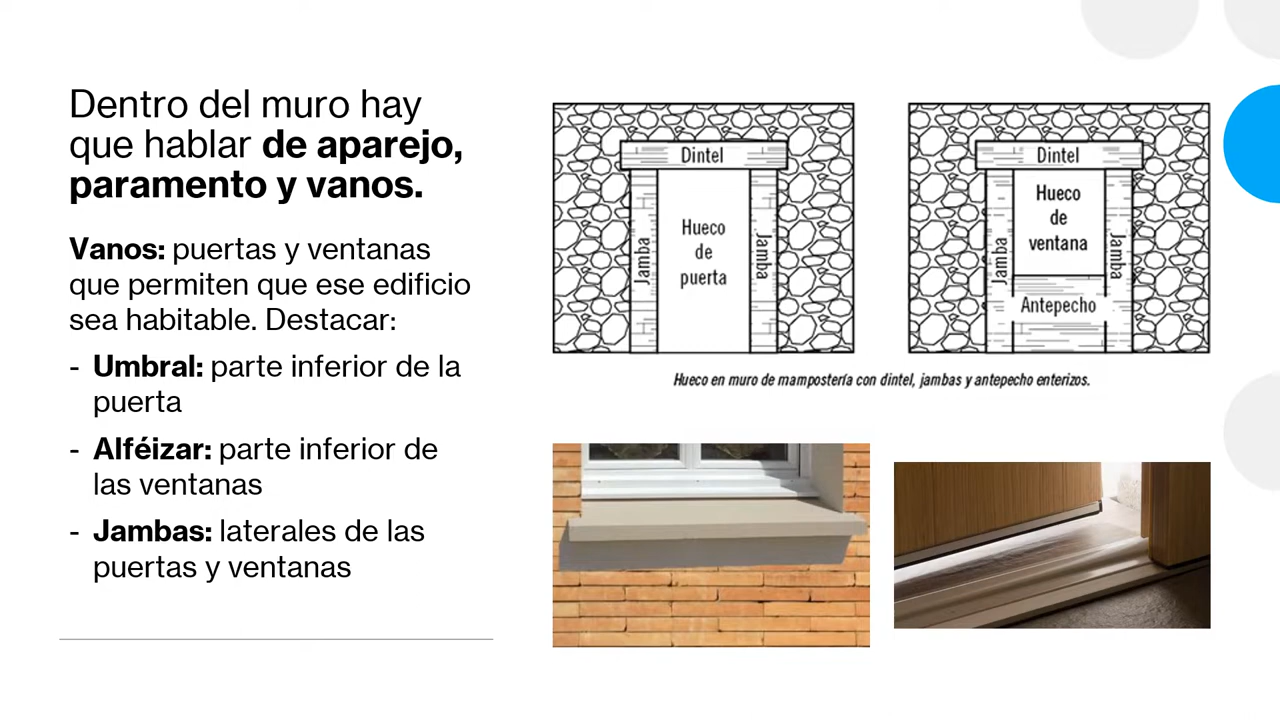 Dentro del muro hay
que hablar de aparejo,
paramento y vanos.
Vanos: puertas y ventanas
que permiten que ese edificio
sea habitable. Destacar:
- Umbral: parte inferior de la
puerta
- Alféizar: parte inferior de
las ventanas
- Jambas: laterales de las
puertas y ventanas
Dintel
Jamba
Hueco
de
puerta
Jamba
Dintel
Jamba
Hueco
de
ventana
Jamba
Antepecho
Hueco en muro de mampostería con dintel, jambas y antepecho enterizos.